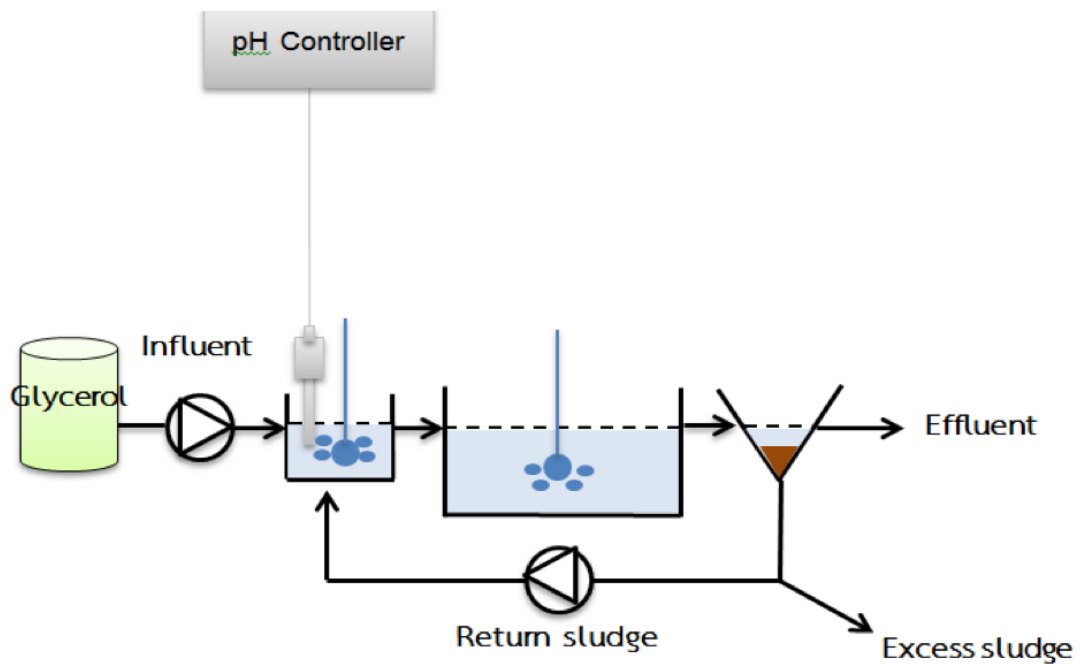 pH Controller
Influent
Glycerol
Effluent
Return sludge
Excess sludge